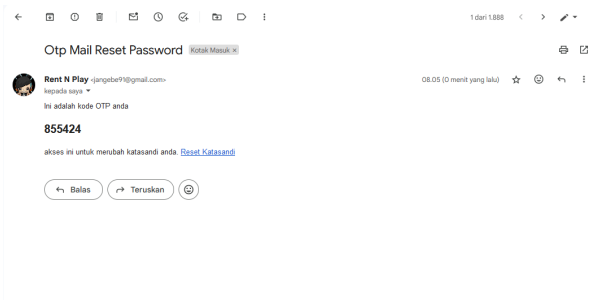 1 dari 1.888
Otp Mail Reset Password Kotak Masuk ×
Rent N Play <jangebe91@gmail.com> 08.05 (0 menit yang lalu)
kepada saya
Ini adalah kode OTP anda
855424
akses ini untuk merubah katasandi anda. Reset Katasandi
Balas Teruskan